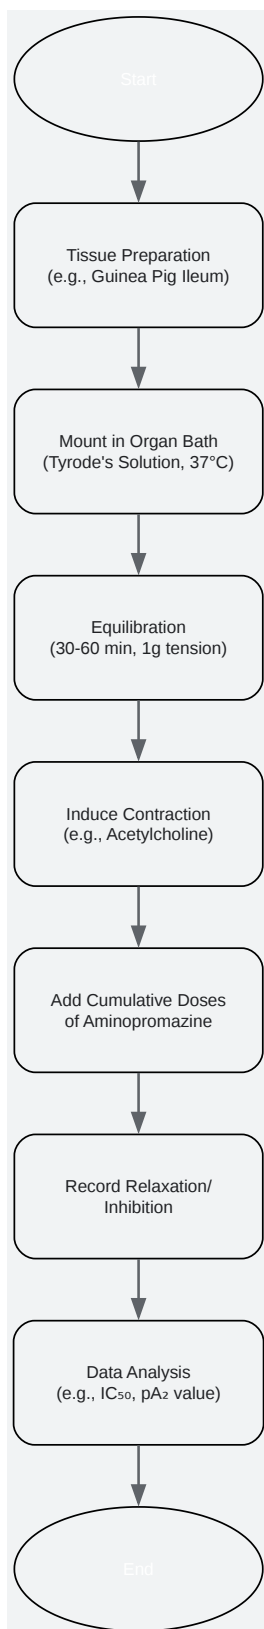 Start
Tissue Preparation
(e.g., Guinea Pig Ileum)
Mount in Organ Bath
(Tyrode's Solution, 37°C)
Equilibration
(30-60 min, 1g tension)
Induce Contraction
(e.g., Acetylcholine)
Add Cumulative Doses
of Aminopromazine
Record Relaxation/
Inhibition
Data Analysis
(e.g., IC₅₀, pA₂ value)
End